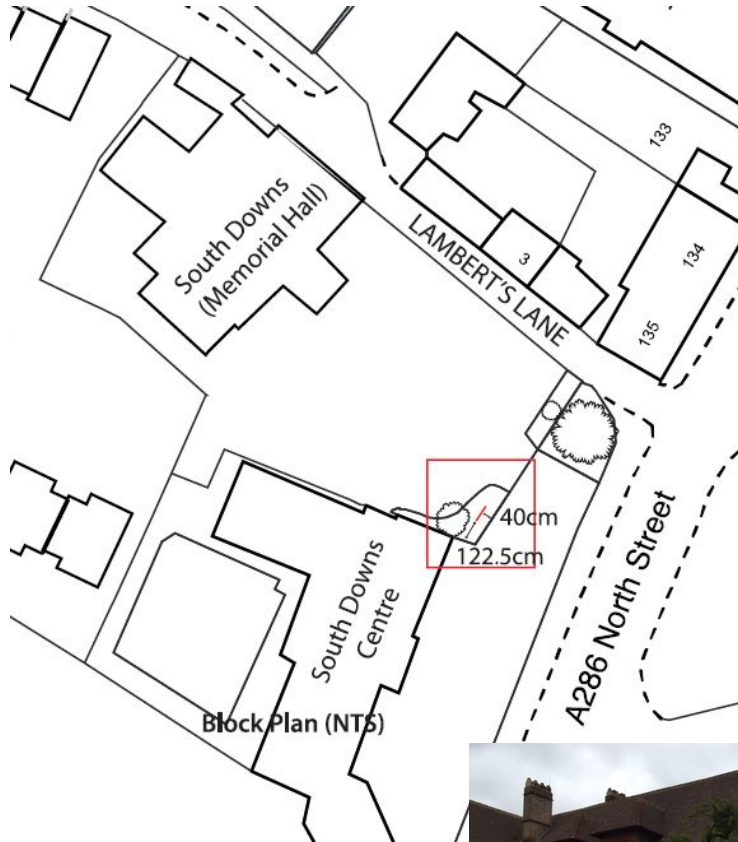 133
134
135
3
LAMBERT'S LANE
South Downs
(Memorial Hall)
40cm
122.5cm
South Downs
Centre
A286 North Street
Block Plan (NTS)